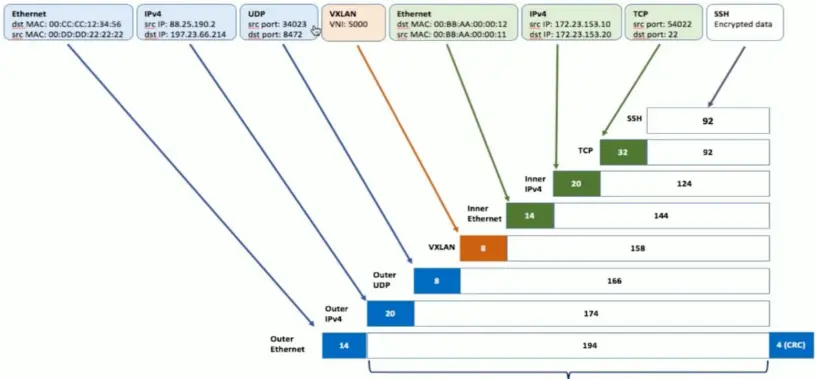 Ethernet
dst MAC: 00:CC:CC:12:34:56
src MAC: 00:DD:DD:22:22:22
IPv4
src IP: 88.25.190.2
dst IP: 197.23.66.214
UDP
src port: 34023
dst port: 8472
VXLAN
VNI: 5000
Ethernet
dst MAC: 00:BB:AA:00:00:12
src MAC: 00:BB:AA:00:00:11
IPv4
src IP: 172.23.153.10
dst IP: 172.23.153.20
TCP
src port: 54022
dst port: 22
SSH
Encrypted data
SSH
92
TCP
32
92
Inner
IPv4
20
124
Inner
Ethernet
14
144
VXLAN
8
158
Outer
UDP
8
166
Outer
IPv4
20
174
Outer
Ethernet
14
194
4 (CRC)